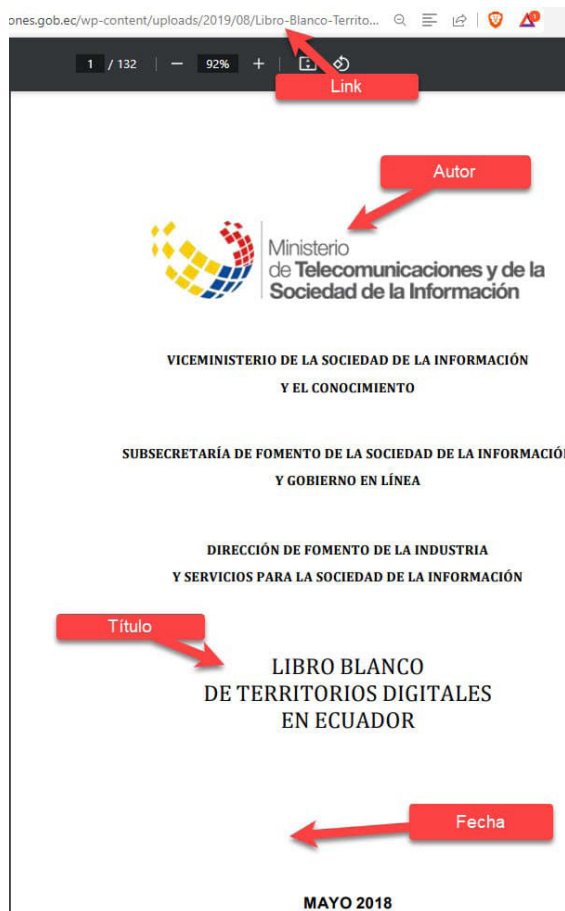 ones.gob.ec/wp-content/uploads/2019/08/Libro-Blanco-Territo...
1 / 132 | — 92% +
Link
Autor
Ministerio
de Telecomunicaciones y de la
Sociedad de la Información
VICEMINISTERIO DE LA SOCIEDAD DE LA INFORMACIÓN
Y EL CONOCIMIENTO
SUBSECRETARÍA DE FOMENTO DE LA SOCIEDAD DE LA INFORMACIÓN
Y GOBIERNO EN LÍNEA
DIRECCIÓN DE FOMENTO DE LA INDUSTRIA
Y SERVICIOS PARA LA SOCIEDAD DE LA INFORMACIÓN
Título
LIBRO BLANCO
DE TERRITORIOS DIGITALES
EN ECUADOR
Fecha
MAYO 2018